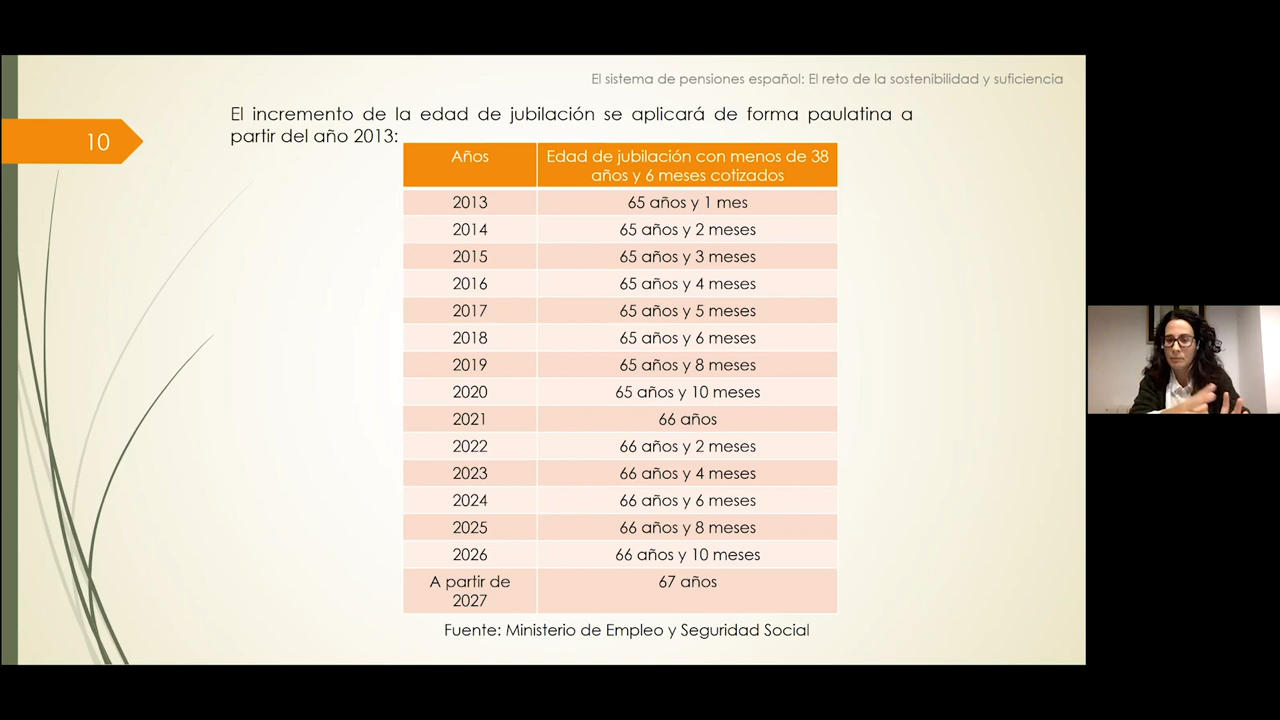 El sistema de pensiones español: El reto de la sostenibilidad y suficiencia
10
El incremento de la edad de jubilación se aplicará de forma paulatina a
partir del año 2013:
Años Edad de jubilación con menos de 38
años y 6 meses cotizados
2013 65 años y 1 mes
2014 65 años y 2 meses
2015 65 años y 3 meses
2016 65 años y 4 meses
2017 65 años y 5 meses
2018 65 años y 6 meses
2019 65 años y 8 meses
2020 65 años y 10 meses
2021 66 años
2022 66 años y 2 meses
2023 66 años y 4 meses
2024 66 años y 6 meses
2025 66 años y 8 meses
2026 66 años y 10 meses
A partir de 67 años
2027
Fuente: Ministerio de Empleo y Seguridad Social